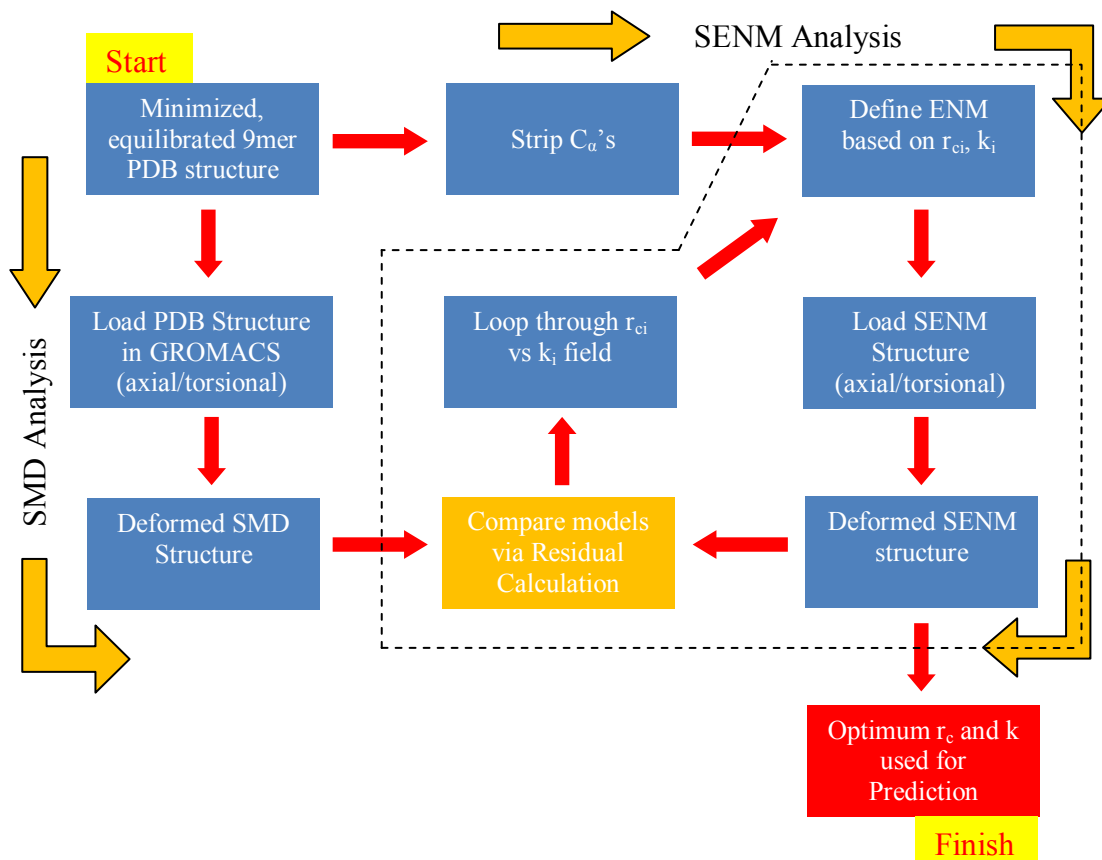 SENM Analysis
Start
Minimized,
equilibrated 9mer
PDB structure
Strip Cα's
Define ENM
based on rci, ki
Load PDB Structure
in GROMACS
(axial/torsional)
Loop through rci
vs ki field
Load SENM
Structure
(axial/torsional)
SMD Analysis
Deformed SMD
Structure
Compare models
via Residual
Calculation
Deformed SENM
structure
Optimum rc and k
used for
Prediction
Finish